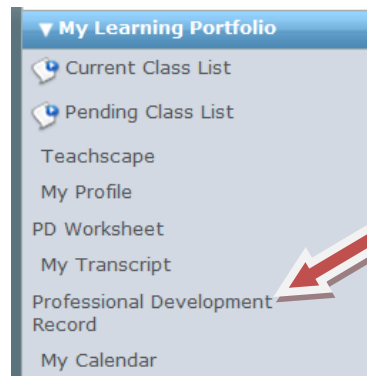 My Learning Portfolio
Current Class List
Pending Class List
Teachscape
My Profile
PD Worksheet
My Transcript
Professional Development
Record
My Calendar